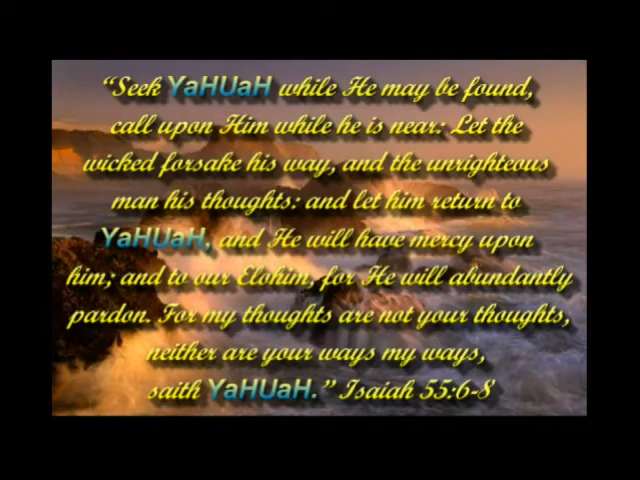 “Seek YaHUaH while He may be found,
call upon Him while he is near: Let the
wicked forsake his way, and the unrighteous
man his thoughts: and let him return to
YaHUaH, and He will have mercy upon
him; and to our Elohim, for He will abundantly
pardon. For my thoughts are not your thoughts,
neither are your ways my ways,
saith YaHUaH.” Isaiah 55:6-8